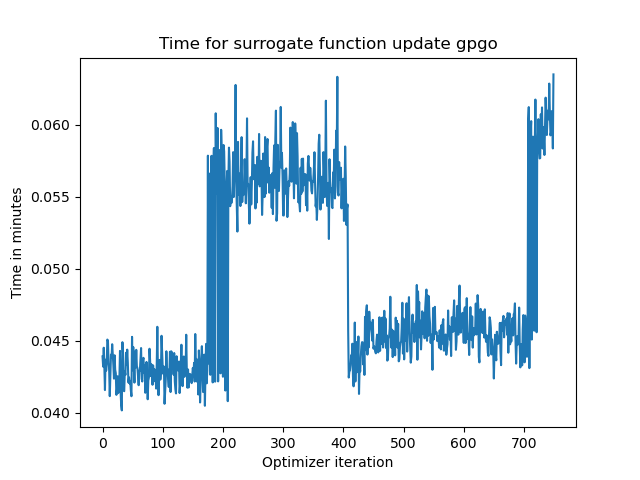 Time for surrogate function update gpgo
0.060
0.055
0.050
0.045
0.040
Time in minutes
0 100 200 300 400 500 600 700
Optimizer iteration